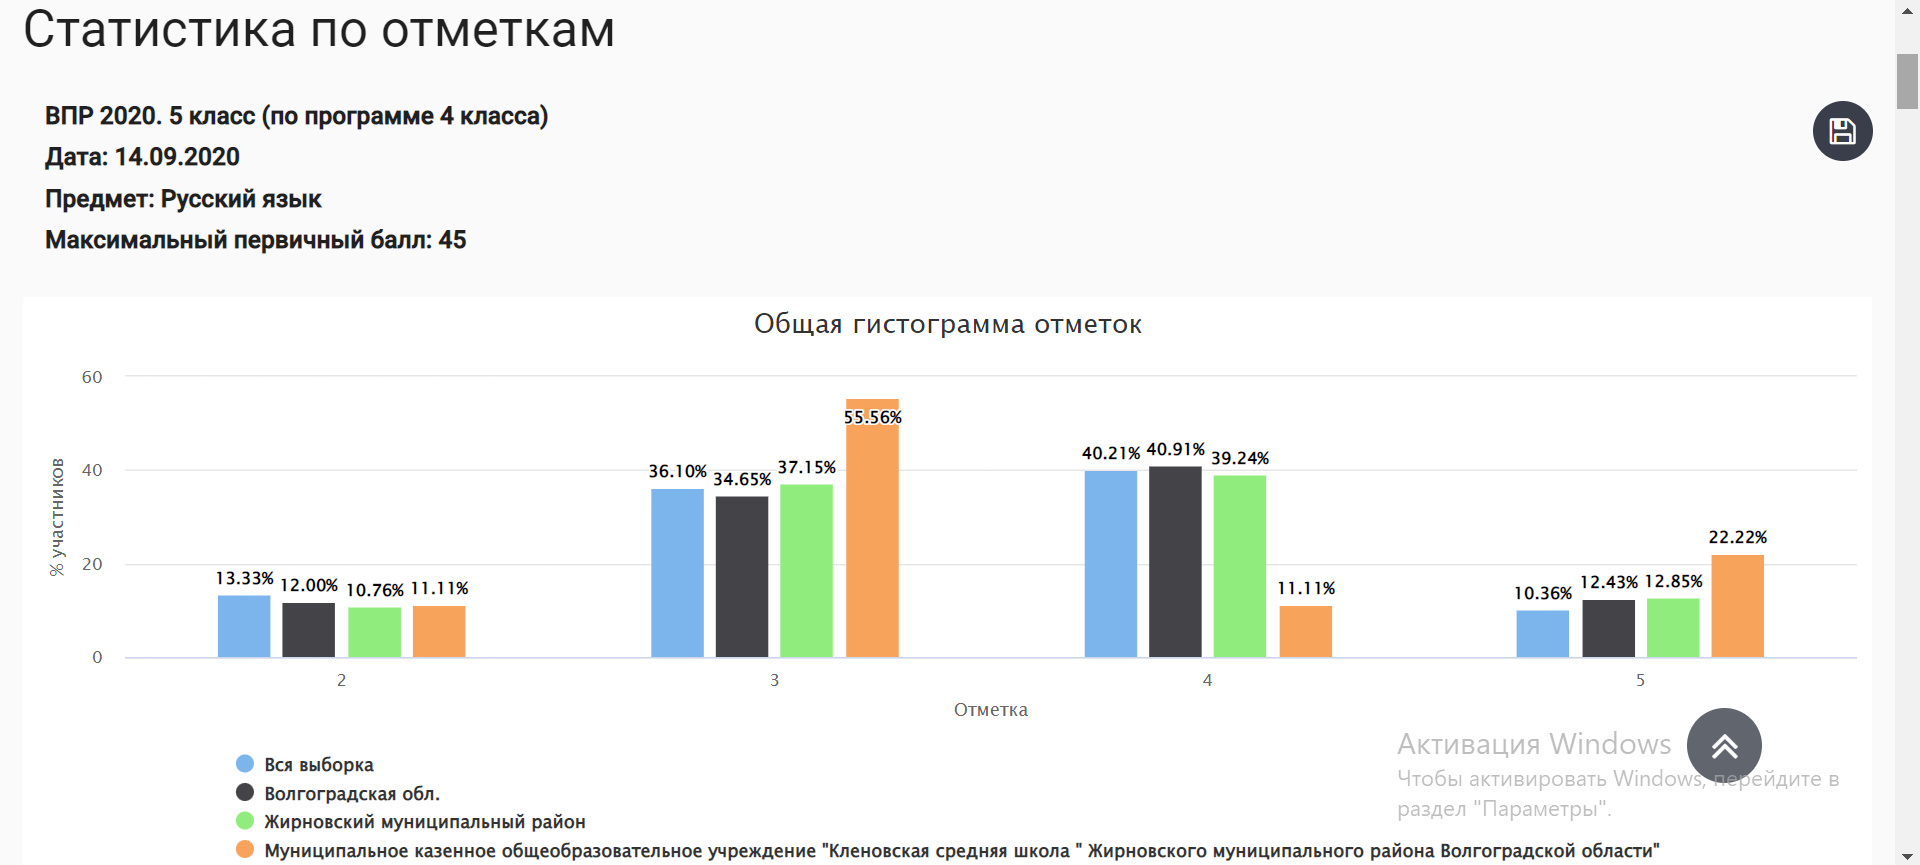 Статистика по отметкам
ВПР 2020. 5 класс (по программе 4 класса)
Дата: 14.09.2020
Предмет: Русский язык
Максимальный первичный балл: 45
Общая гистограмма отметок
% участников
60
40
20
0
13.33% 12.00% 10.76% 11.11%
36.10% 34.65% 37.15% 55.56%
40.21% 40.91% 39.24% 11.11%
10.36% 12.43% 12.85% 22.22%
2 3 4 5
Отметка
Вся выборка
Волгоградская обл.
Жирновский муниципальный район
Муниципальное казенное общеобразовательное учреждение "Кленовская средняя школа " Жирновского муниципального района Волгоградской области"
Активация Windows
Чтобы активировать Windows, перейдите в
раздел "Параметры".